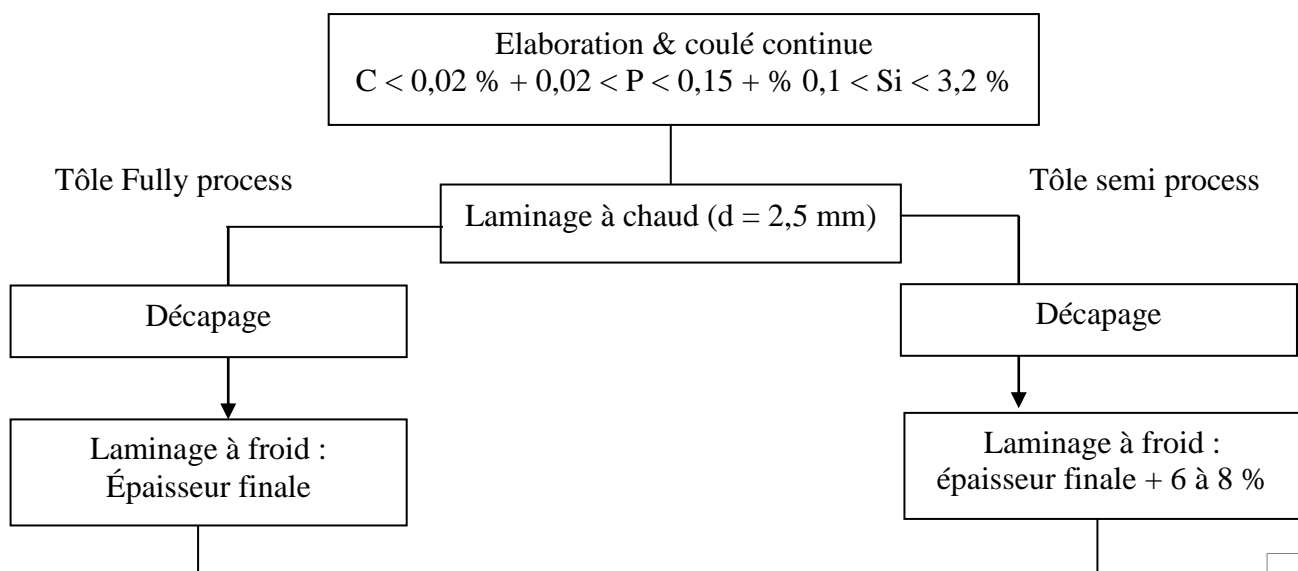 Elaboration & coulé continue
C < 0,02 % + 0,02 < P < 0,15 + % 0,1 < Si < 3,2 %
Tôle Fully process
Tôle semi process
Laminage à chaud (d = 2,5 mm)
Décapage
Décapage
Laminage à froid :
Épaisseur finale
Laminage à froid :
épaisseur finale + 6 à 8 %